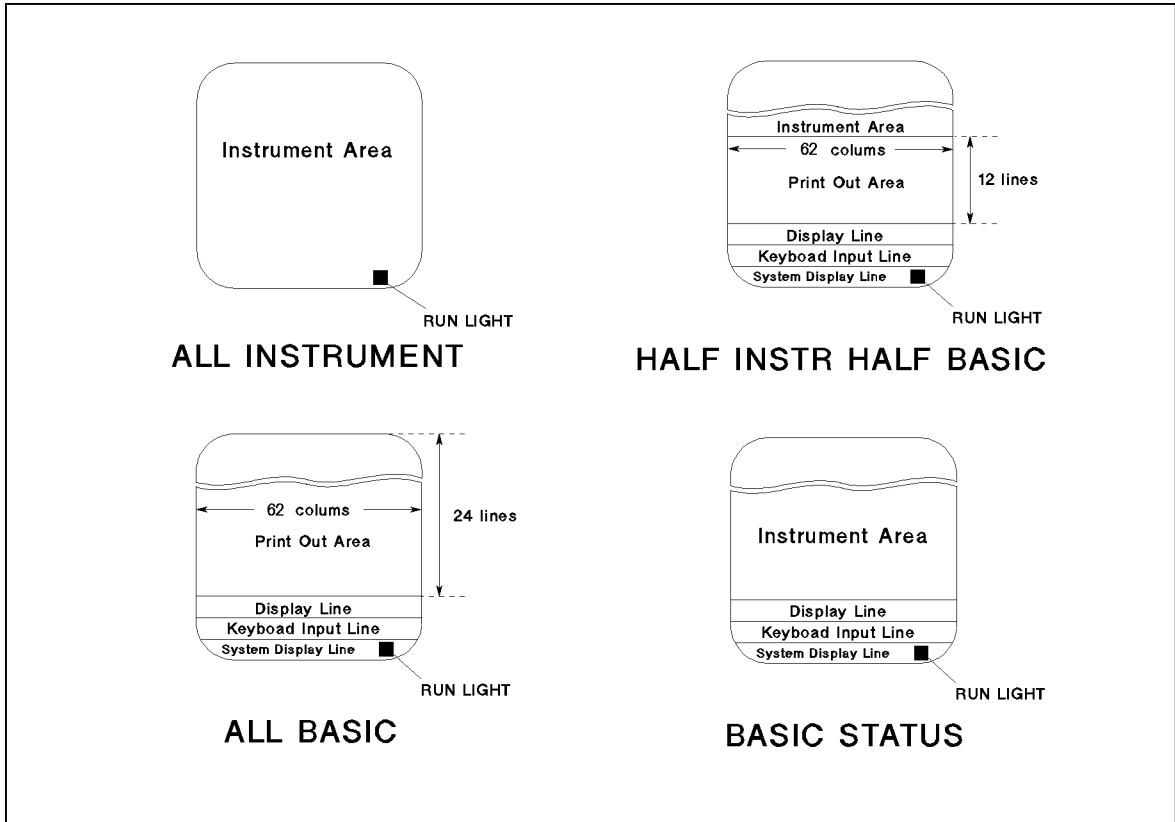 Instrument Area
RUN LIGHT
ALL INSTRUMENT
Instrument Area
62 colums
Print Out Area
12 lines
Display Line
Keyboad Input Line
System Display Line
RUN LIGHT
HALF INSTR HALF BASIC
62 colums
24 lines
Print Out Area
Display Line
Keyboad Input Line
System Display Line
RUN LIGHT
ALL BASIC
Instrument Area
Display Line
Keyboad Input Line
System Display Line
RUN LIGHT
BASIC STATUS